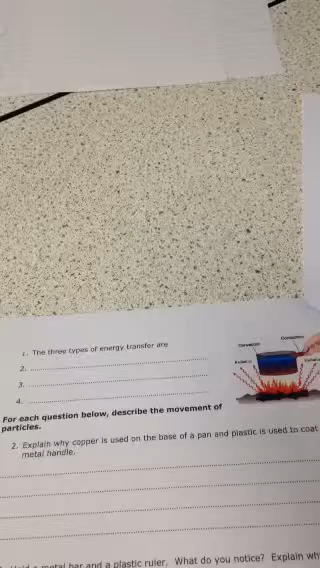 Convection
Conduction
1. The three types of energy transfer are
2.
3.
4.
For each question below, describe the movement of
particles.
2. Explain why copper is used on the base of a pan and plastic is used to coat
metal handle.
metal bar and a plastic ruler. What do you notice? Explain wh